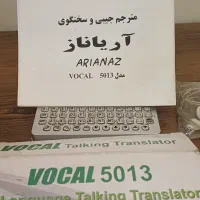 مترجم جیبی و سخنگوی
آریاناز
ARIANAZ
مدل VOCAL 5013
VOCAL Talking Translator
VOCAL 5013
Language Talking Translator